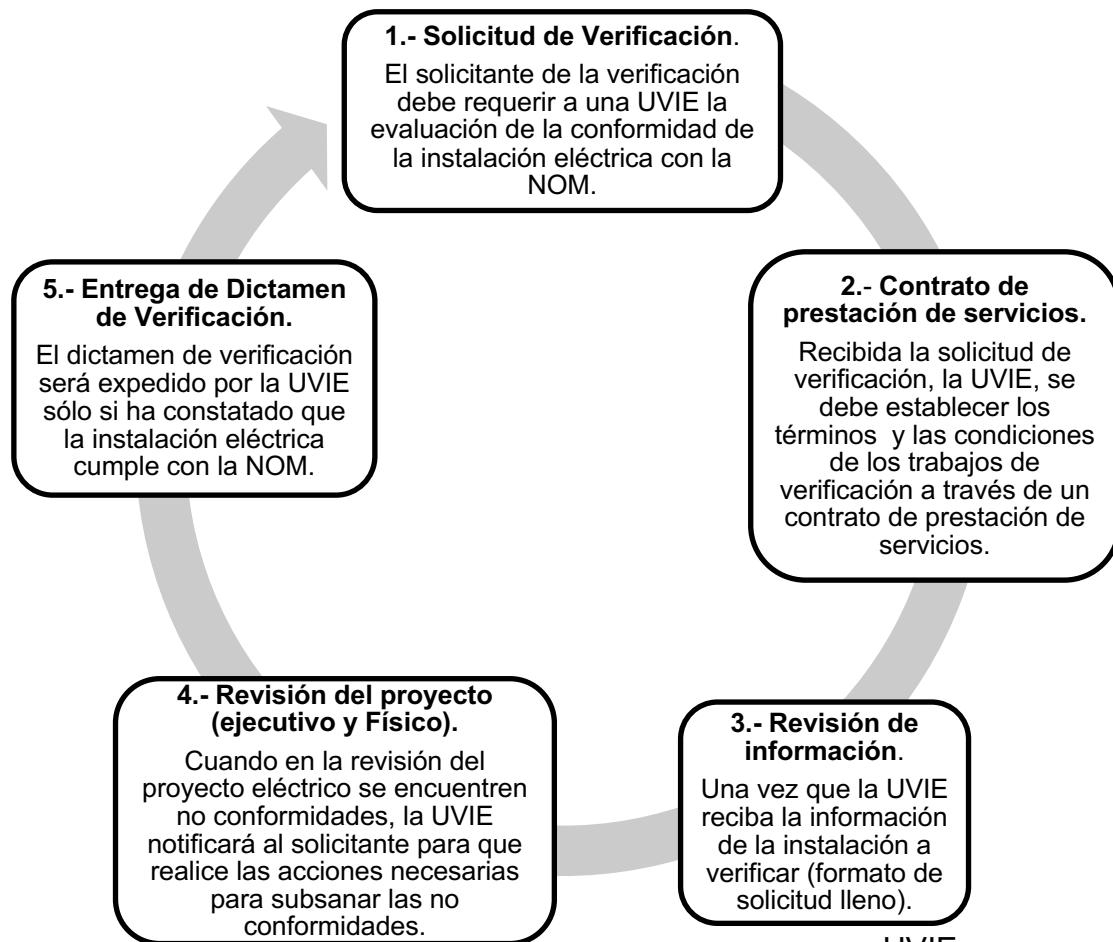 1.- Solicitud de Verificación.
El solicitante de la verificación
debe requerir a una UVIE la
evaluación de la conformidad de
la instalación eléctrica con la
NOM.
2.- Contrato de
prestación de servicios.
Recibida la solicitud de
verificación, la UVIE, se
debe establecer los
términos y las condiciones
de los trabajos de
verificación a través de un
contrato de prestación de
servicios.
3.- Revisión de
información.
Una vez que la UVIE
reciba la información
de la instalación a
verificar (formato de
solicitud lleno).
4.- Revisión del proyecto
(ejecutivo y Físico).
Cuando en la revisión del
proyecto eléctrico se encuentren
no conformidades, la UVIE
notificará al solicitante para que
realice las acciones necesarias
para subsanar las no
conformidades.
5.- Entrega de Dictamen
de Verificación.
El dictamen de verificación
será expedido por la UVIE
sólo si ha constatado que
la instalación eléctrica
cumple con la NOM.
UVIE